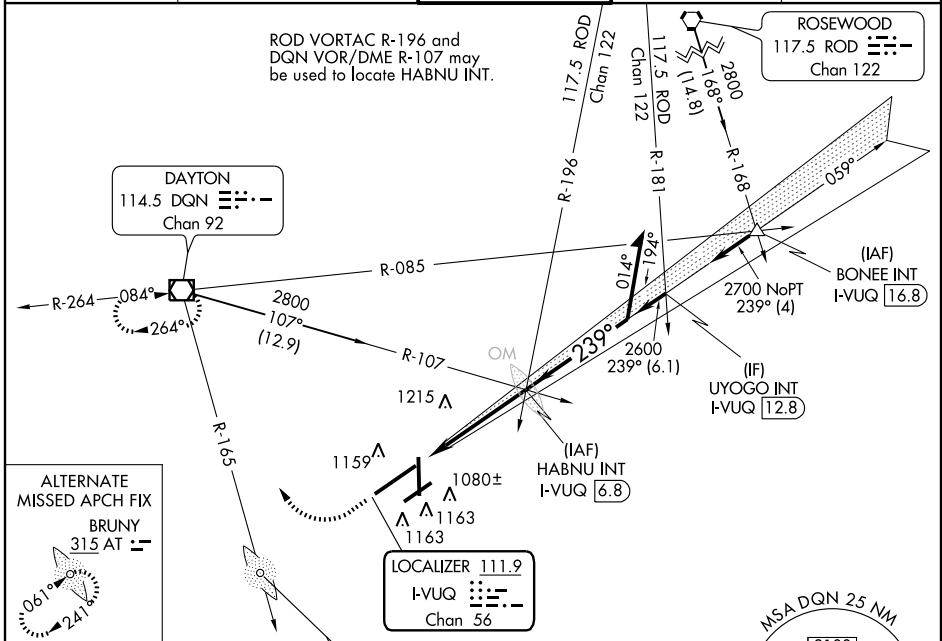 ROD VORTAC R-196 and
DQN VOR/DME R-107 may
be used to locate HABNU INT.
117.5 ROD
Chan 122
R-196
117.5 ROD
Chan 122
R-181
ROSEWOOD
117.5 ROD
Chan 122
2800
168°
(14.8)
R-168
059°
DAYTON
114.5 DQN
Chan 92
R-264
084°
264°
R-085
2800
107°
(12.9)
R-107
R-165
014°
194°
239°
OM
(IAF)
BONEE INT
I-VUQ 16.8
2700 NoPT
239° (4)
2600
239° (6.1)
(IF)
UYOGO INT
I-VUQ 12.8
(IAF)
HABNU INT
I-VUQ 6.8
1215
1159
1080±
1163
1163
ALTERNATE
MISSED APCH FIX
BRUNY
315 AT
061°
241°
LOCALIZER 111.9
I-VUQ
Chan 56
MSA DQN 25 NM